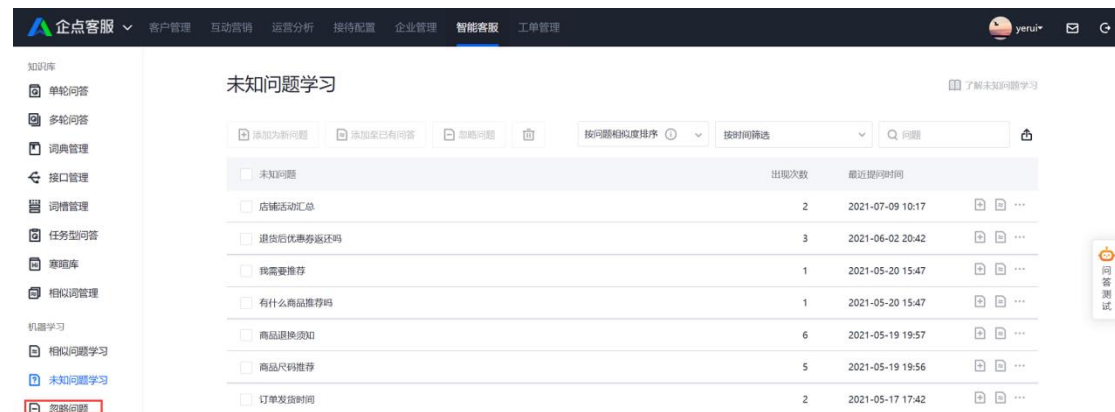 企点客服 客户管理 互动营销 运营分析 接待配置 企业管理 智能客服 工单管理 yerui
知识库
单轮问答
多轮问答
词典管理
接口管理
词槽管理
任务型问答
寒暄库
相似词管理
机器学习
相似问题学习
未知问题学习
忽略问题
未知问题学习 了解未知问题学习
添加为新问题 添加至已有问答 忽略问题 按问题相似度排序 按时间筛选 问题
未知问题 出现次数 最近提问时间
店铺活动汇总 2 2021-07-09 10:17
退货后优惠券返还吗 3 2021-06-02 20:42
我需要推荐 1 2021-05-20 15:47
有什么商品推荐吗 1 2021-05-20 15:47
商品退换须知 6 2021-05-19 19:57
商品尺码推荐 5 2021-05-19 19:56
订单发货时间 2 2021-05-17 17:42
问答测试